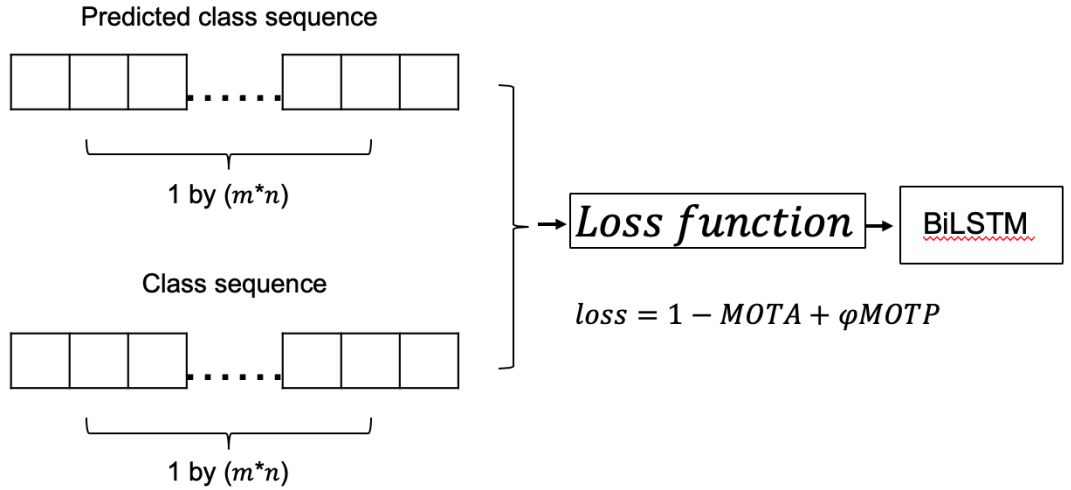 Predicted class sequence
......
1 by (m*n)
Class sequence
......
1 by (m*n)
Loss function
BiLSTM
loss = 1 − MOTA + φMOTP